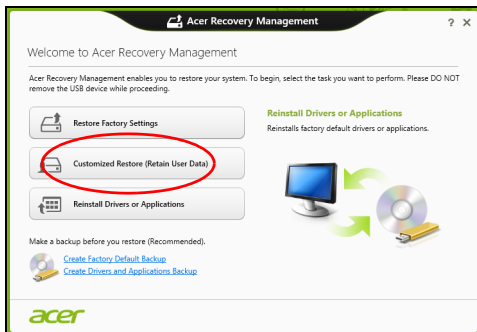 Acer Recovery Management
? X
Welcome to Acer Recovery Management
Acer Recovery Management enables you to restore your system. To begin, select the task you want to perform. Please DO NOT
remove the USB device while proceeding.
Restore Factory Settings
Customized Restore (Retain User Data)
Reinstall Drivers or Applications
Reinstall Drivers or Applications
Reinstalls factory default drivers or applications.
Make a backup before you restore (Recommended).
Create Factory Default Backup
Create Drivers and Applications Backup
acer